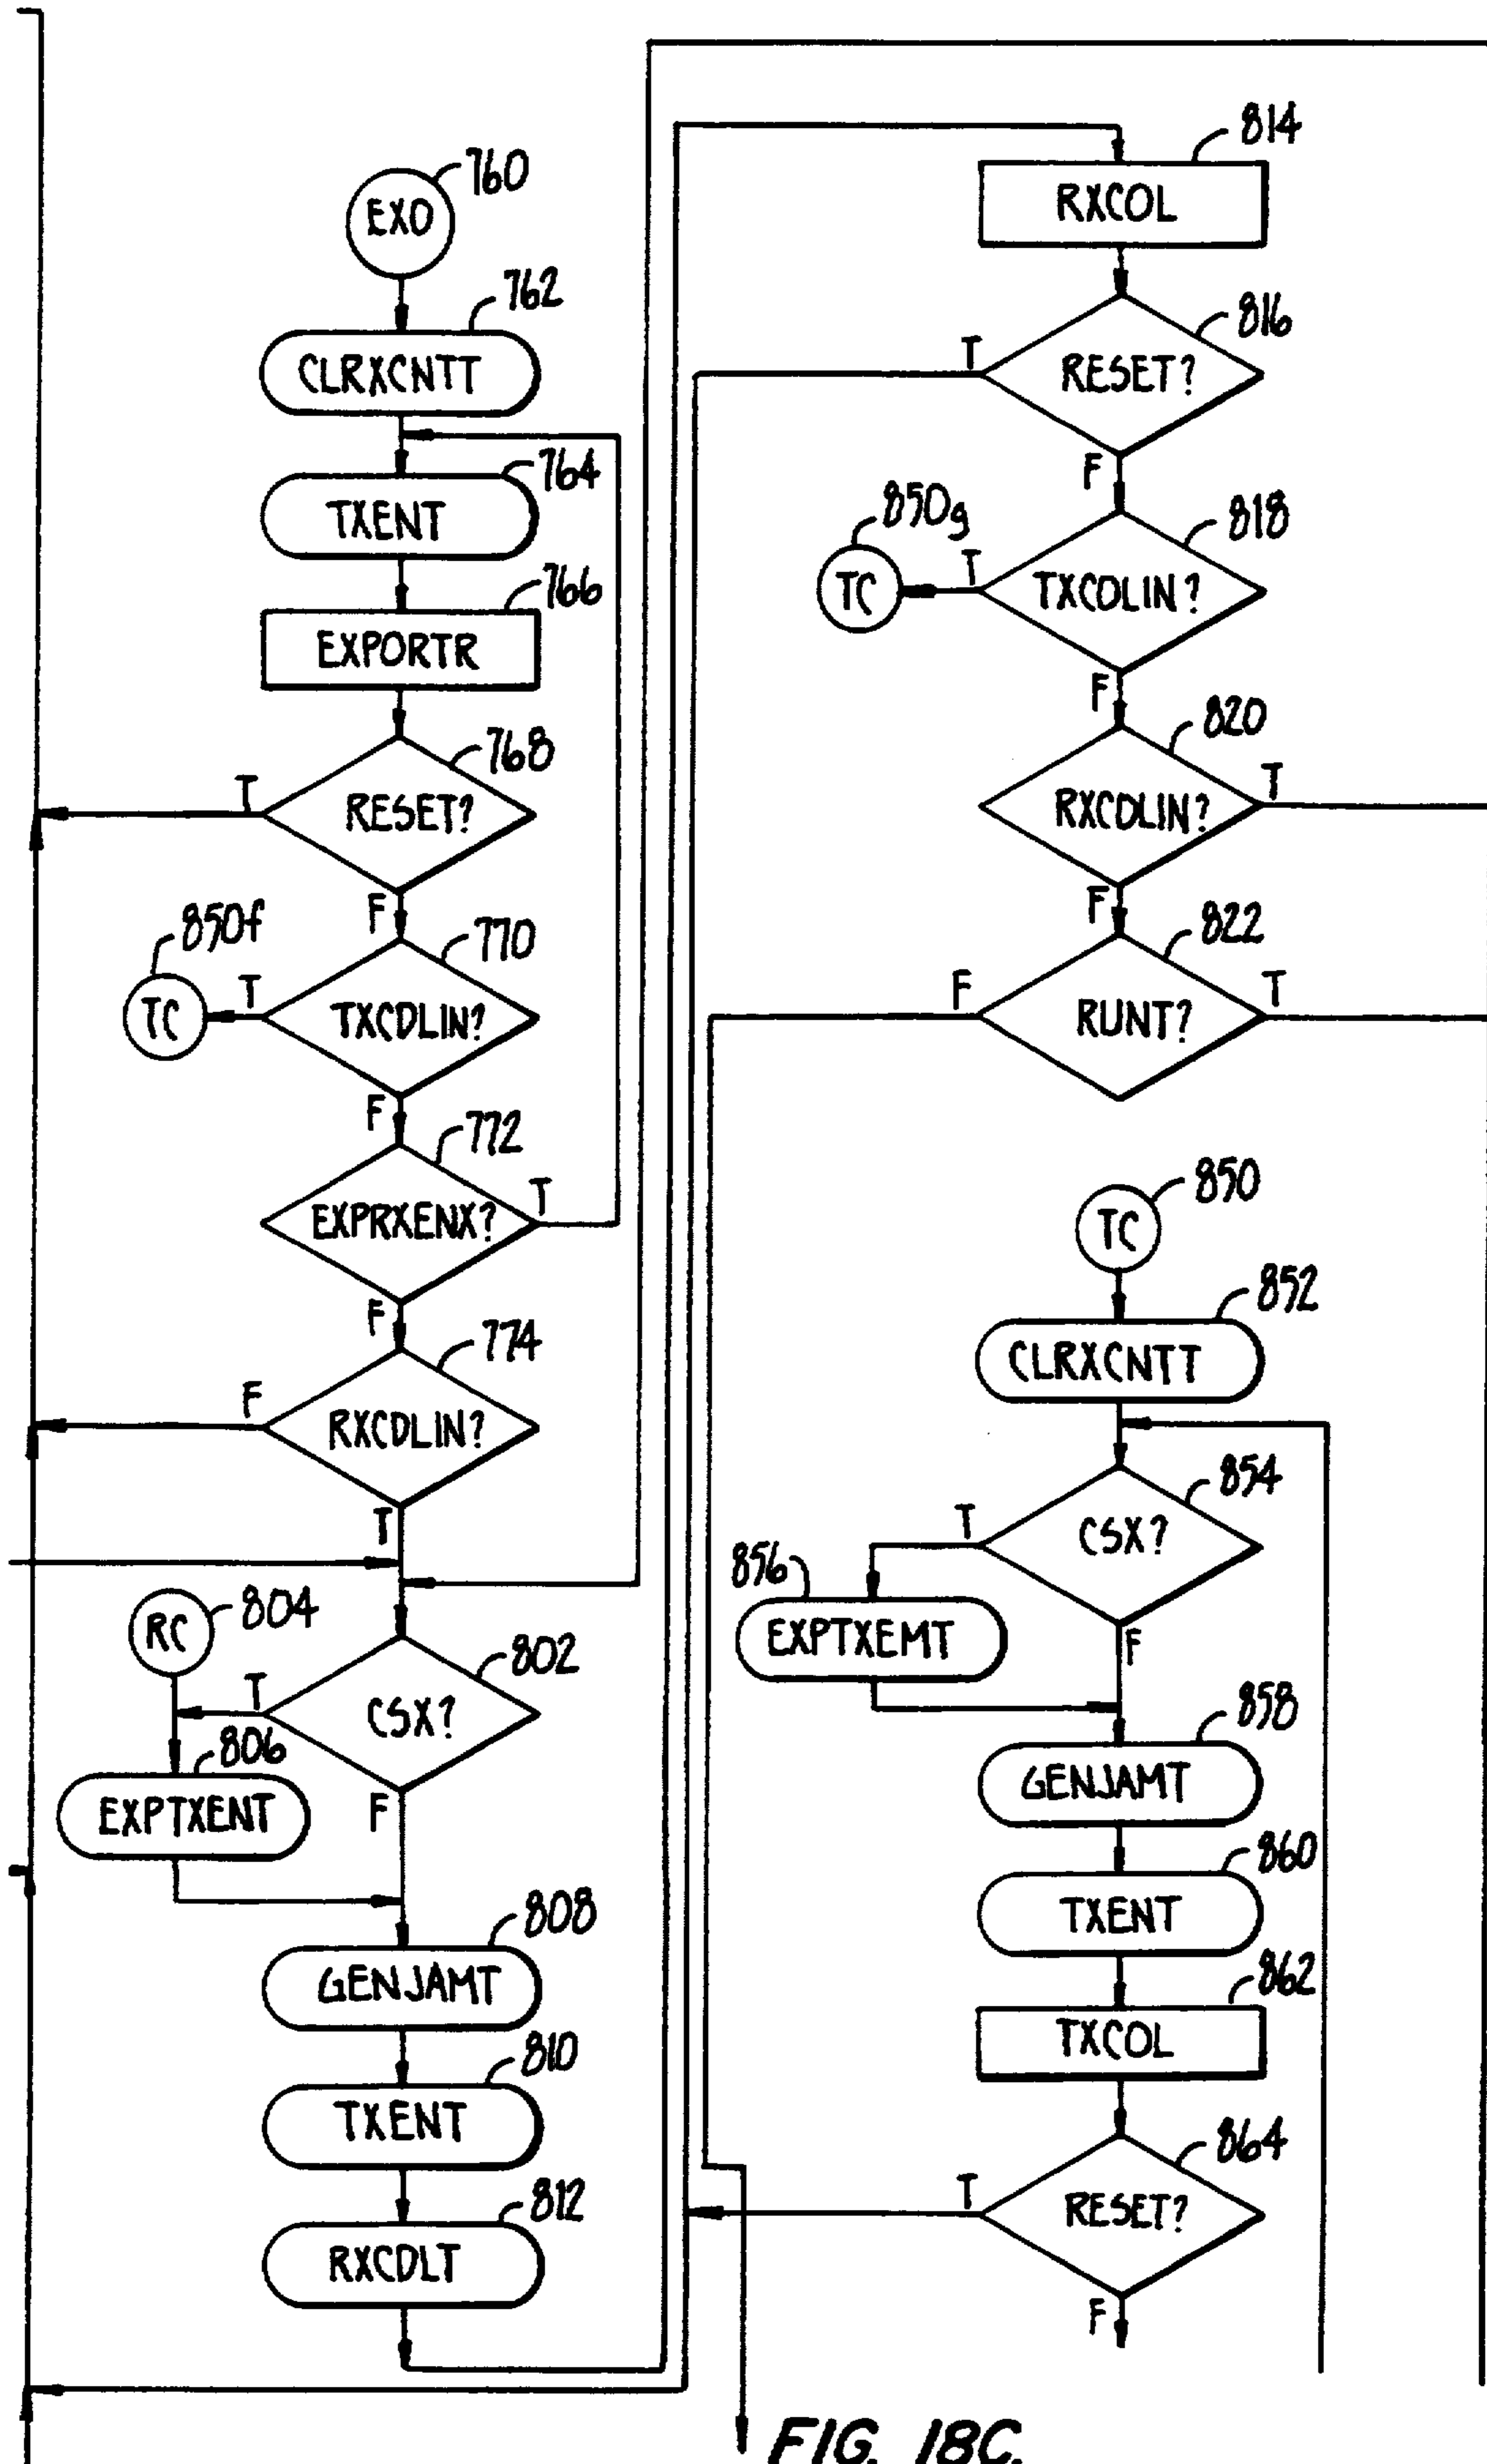 760
EXO
762
CLRXCNTT
764
TXENT
766
EXPORTR
768
T
RESET?
F
850f
770
TC
T
TXCDLIN?
F
772
EXPRXENX?
T
F
774
F
RXCDLIN?
T
RC
804
802
T
CSX?
806
EXPTXENT
F
808
GENJAMT
810
TXENT
812
RXCDLT
814
RXCOL
816
T
RESET?
F
850g
818
TC
T
TXCDLIN?
F
820
RXCDLIN?
T
F
822
F
RUNT?
T
850
TC
852
CLRXCNTT
854
T
CSX?
856
EXPTXEMT
F
858
GENJAMT
860
TXENT
862
TXCOL
864
T
RESET?
F
FIG. 18C.